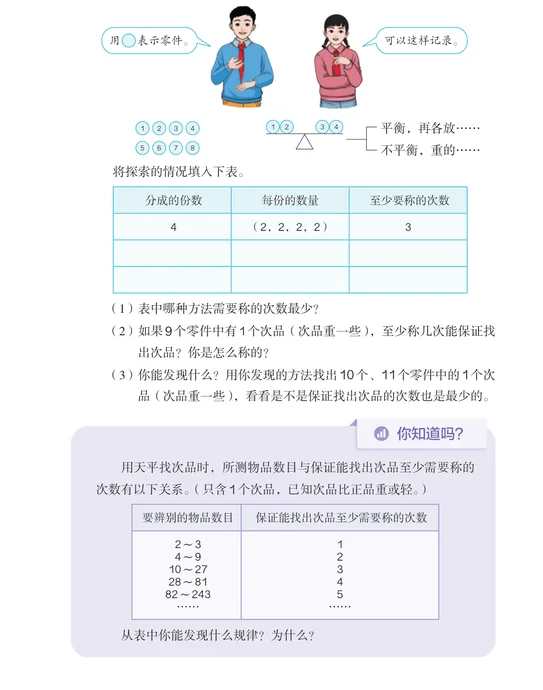 用○表示零件。
可以这样记录。
① ② ③ ④
⑤ ⑥ ⑦ ⑧
① ② ③ ④
平衡，再各放……
不平衡，重的……
将探索的情况填入下表。
分成的份数 每份的数量 至少要称的次数
4 （2，2，2，2） 3
（1）表中哪种方法需要称的次数最少？
（2）如果9个零件中有1个次品（次品重一些），至少称几次能保证找
出次品？你是怎么称的？
（3）你能发现什么？用你发现的方法找出10个、11个零件中的1个次
品（次品重一些），看看是不是保证找出次品的次数也是最少的。
你知道吗？
用天平找次品时，所测物品数目与保证能找出次品至少需要称的
次数有以下关系。（只含1个次品，已知次品比正品重或轻。）
要辨别的物品数目 保证能找出次品至少需要称的次数
2～3 1
4～9 2
10～27 3
28～81 4
82～243 5
…… ……
从表中你能发现什么规律？为什么？